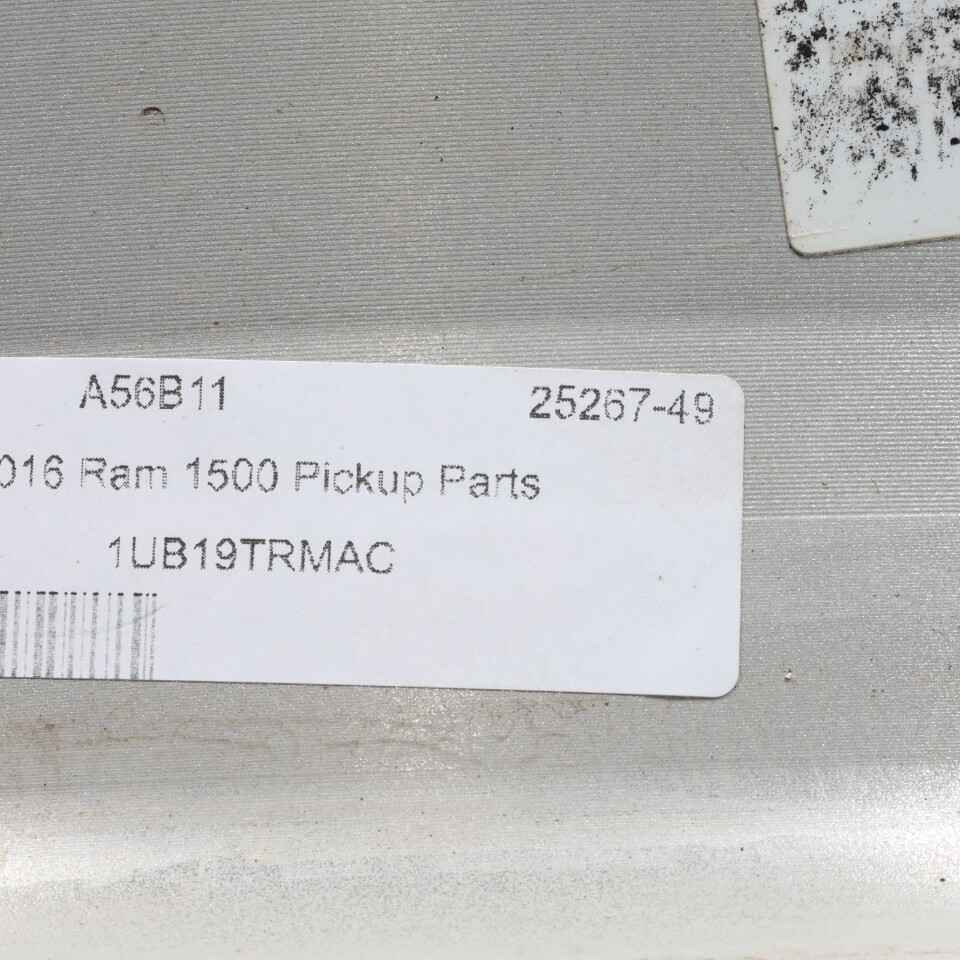 A56B11 25267-49
016 Ram 1500 Pickup Parts
1UB19TRMAC